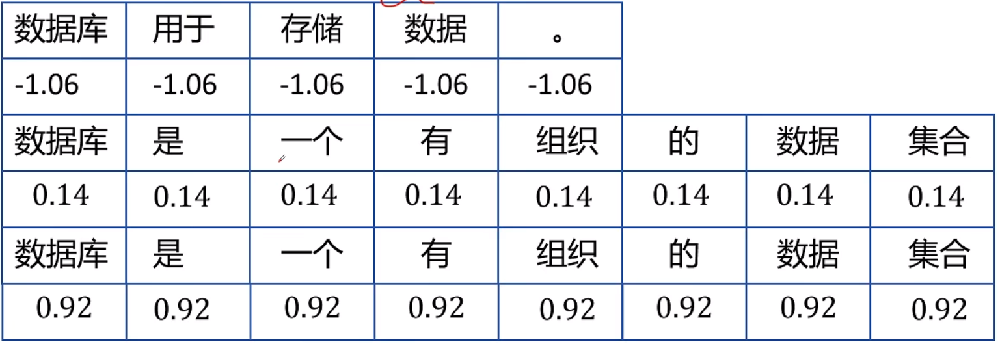 数据库 用于 存储 数据 。
-1.06 -1.06 -1.06 -1.06 -1.06
数据库 是 一个 有 组织 的 数据 集合
0.14 0.14 0.14 0.14 0.14 0.14 0.14 0.14
数据库 是 一个 有 组织 的 数据 集合
0.92 0.92 0.92 0.92 0.92 0.92 0.92 0.92